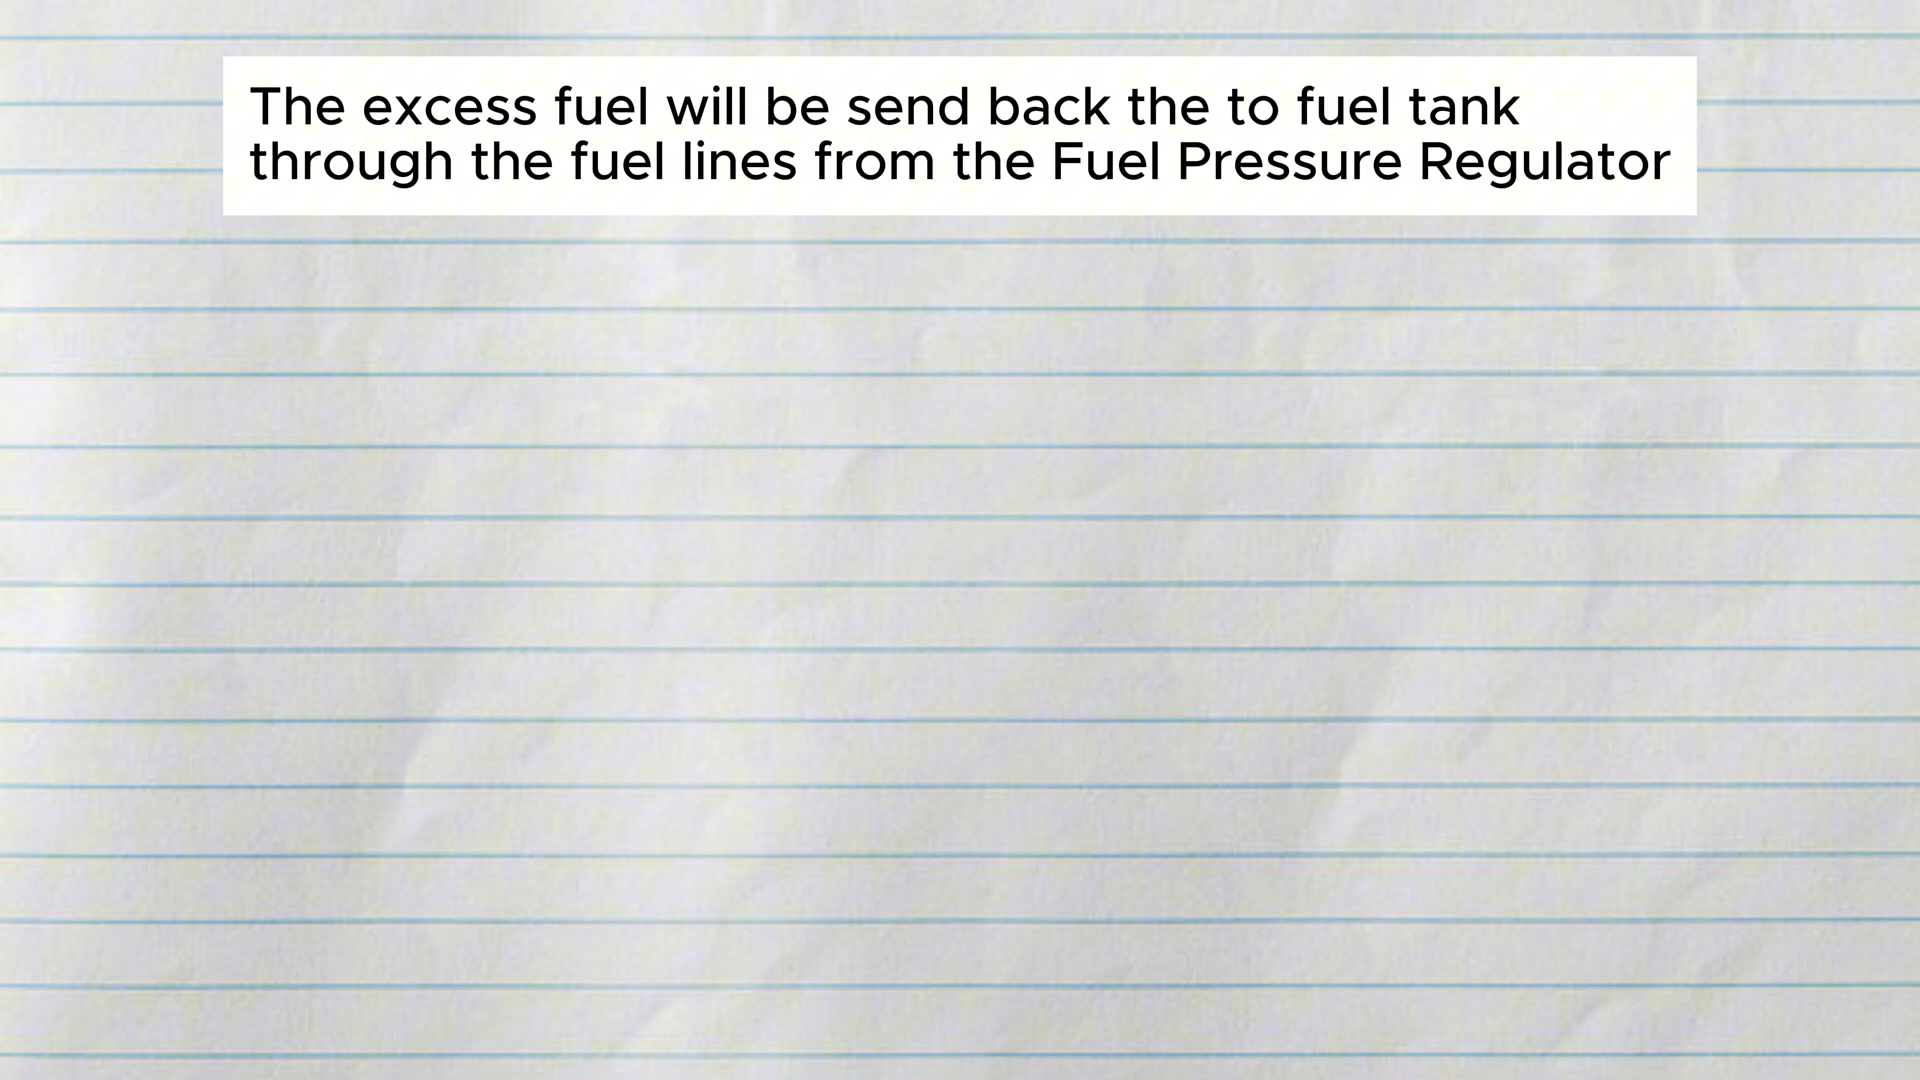 The excess fuel will be send back the to fuel tank
through the fuel lines from the Fuel Pressure Regulator